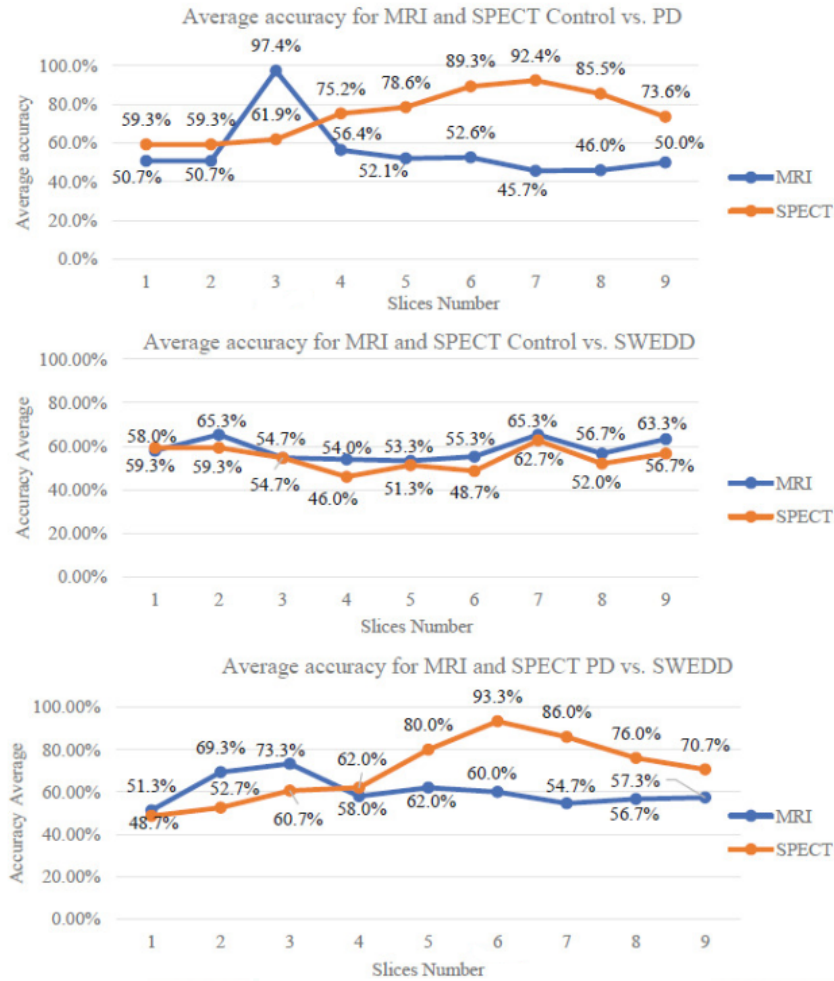 Average accuracy for MRI and SPECT Control vs. PD
97.4%
89.3% 92.4% 85.5%
100.0%
75.2% 78.6% 73.6%
80.0% 59.3% 59.3% 61.9%
60.0% 56.4% 52.6% 46.0% 50.0%
40.0% 50.7% 50.7% 52.1% 45.7%
20.0%
0.0%
Average accuracy
1 2 3 4 5 6 7 8 9
Slices Number
MRI
SPECT
Average accuracy for MRI and SPECT Control vs. SWEDD
100.00%
80.00%
65.3% 65.3% 63.3%
60.00% 58.0% 54.7% 54.0% 53.3% 55.3% 56.7%
59.3% 59.3% 62.7% 56.7%
40.00% 54.7% 46.0% 51.3% 48.7% 52.0%
20.00%
0.00%
Accuracy Average
1 2 3 4 5 6 7 8 9
Slices Number
MRI
SPECT
Average accuracy for MRI and SPECT PD vs. SWEDD
100.00% 93.3%
80.00% 69.3% 73.3% 80.0% 86.0% 76.0% 70.7%
60.00% 51.3% 52.7% 62.0% 60.0% 54.7% 57.3%
40.00% 48.7% 60.7% 58.0% 62.0% 56.7%
20.00%
0.00%
Accuracy Average
1 2 3 4 5 6 7 8 9
Slices Number
MRI
SPECT